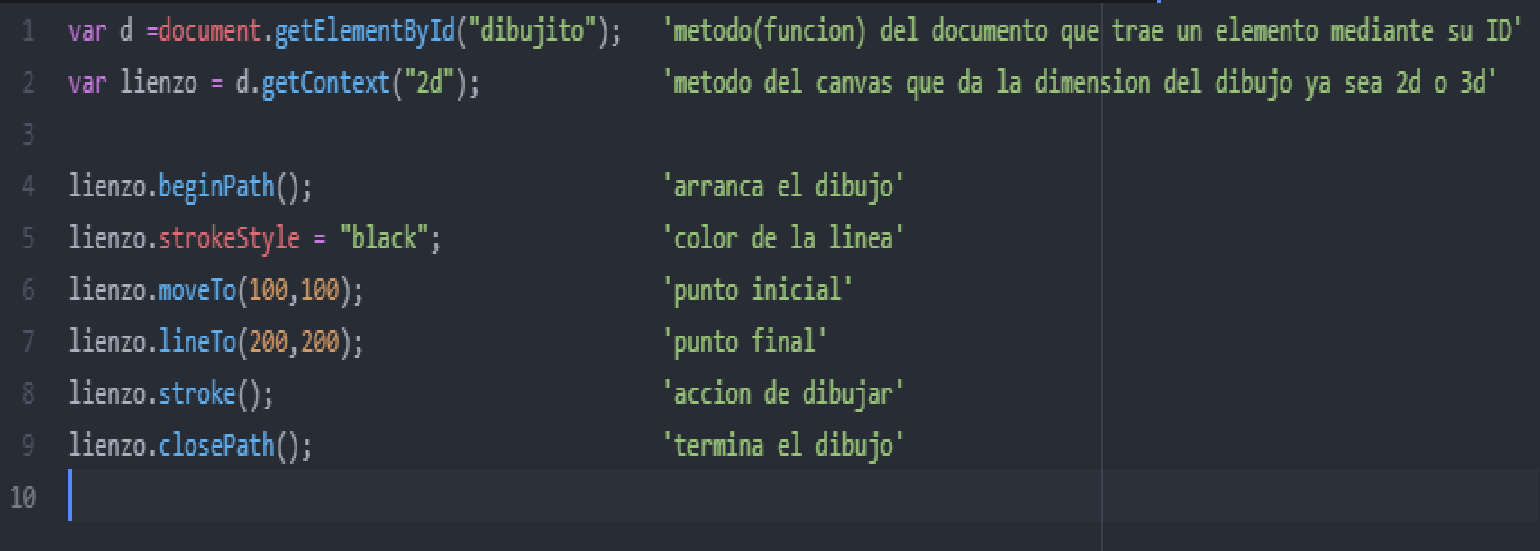 1 var d =document.getElementById("dibujito"); 'metodo(funcion) del documento que trae un elemento mediante su ID'
2 var lienzo = d.getContext("2d"); 'metodo del canvas que da la dimension del dibujo ya sea 2d o 3d'
3
4 lienzo.beginPath(); 'arranca el dibujo'
5 lienzo.strokeStyle = "black"; 'color de la linea'
6 lienzo.moveTo(100,100); 'punto inicial'
7 lienzo.lineTo(200,200); 'punto final'
8 lienzo.stroke(); 'accion de dibujar'
9 lienzo.closePath(); 'termina el dibujo'
10